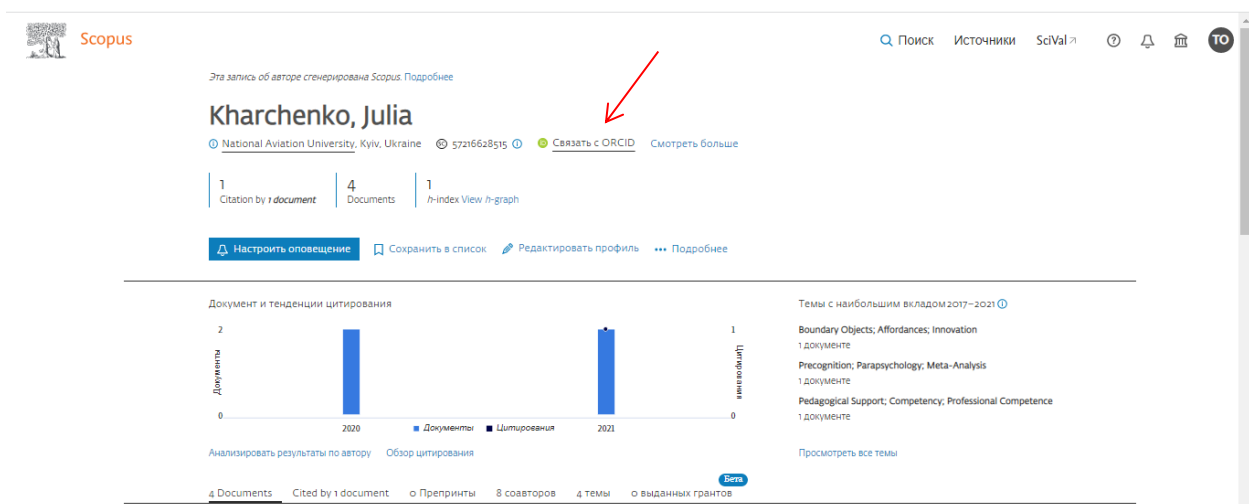 Scopus
Поиск Источники SciVal TO
Эта запись об авторе сгенерирована Scopus. Подробнее
Kharchenko, Julia
National Aviation University, Kyiv, Ukraine 57216628515 Связать с ORCID Смотреть больше
1 4 1
Citation by 1 document Documents h-index View h-graph
Настроить оповещение Сохранить в список Редактировать профиль Подробнее
Документ и тенденции цитирования
2 1
Документы
Цитирования
0 0
2020 Документы Цитирования 2021
Анализировать результаты по автору Обзор цитирования
Темы с наибольшим вкладом 2017–2021
Boundary Objects; Affordances; Innovation
1 документе
Precognition; Parapsychology; Meta-Analysis
1 документе
Pedagogical Support; Competency; Professional Competence
1 документе
Просмотреть все темы
Бета
4 Documents Cited by 1 document 0 Препринты 8 соавторов 4 темы 0 выданных грантов